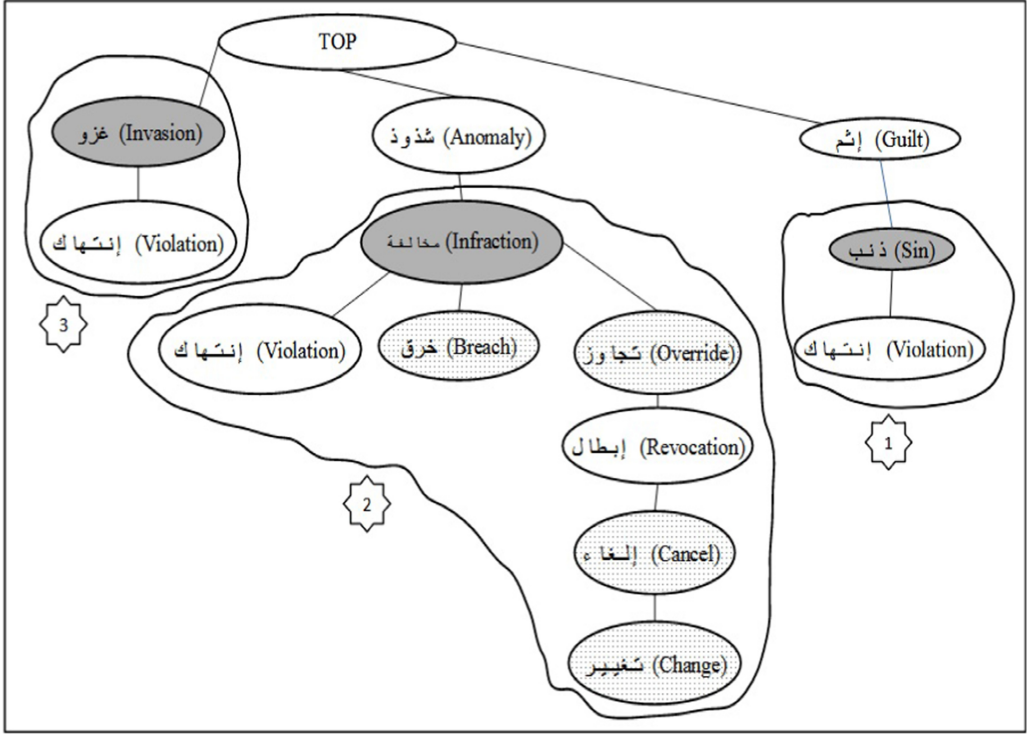 TOP
غزو (Invasion)
شذوذ (Anomaly)
إثم (Guilt)
إنتهاك (Violation)
مخالفة (Infraction)
ذنب (Sin)
3
إنتهاك (Violation)
خرق (Breach)
تجاوز (Override)
إنتهاك (Violation)
إبطال (Revocation)
1
2
إلغاء (Cancel)
تغيير (Change)